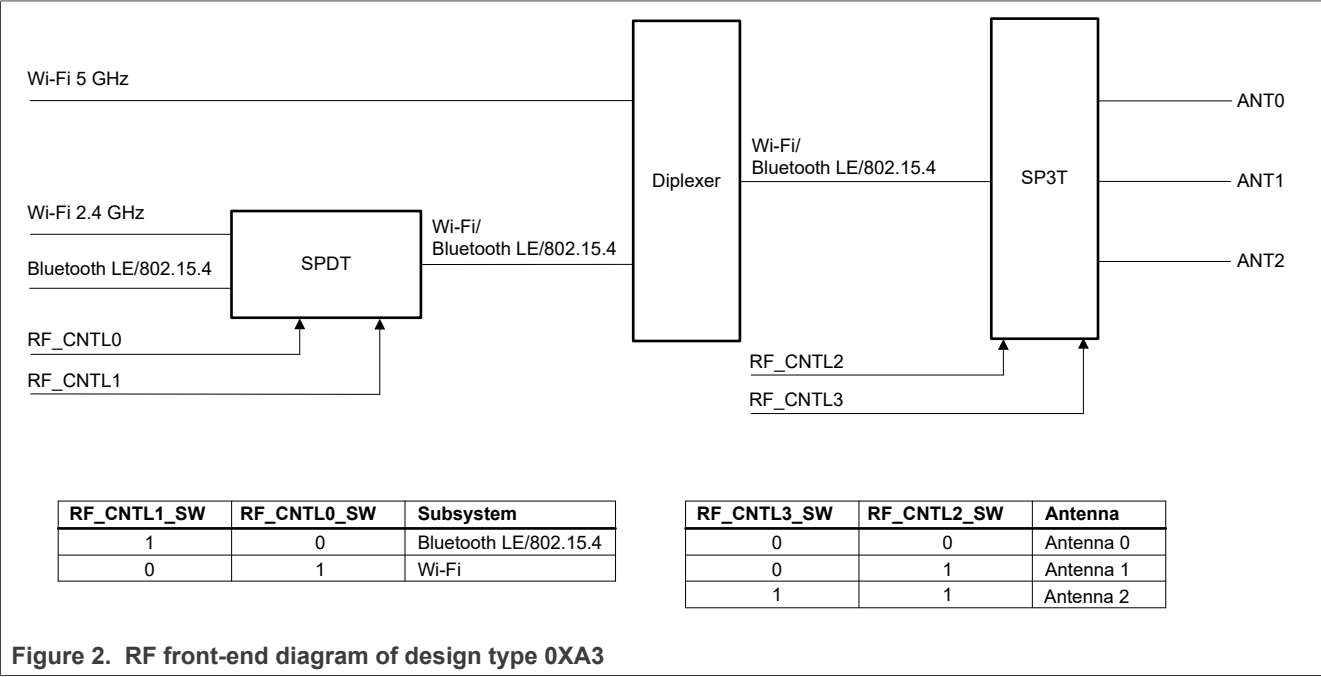 Wi-Fi 5 GHz
Wi-Fi 2.4 GHz
Bluetooth LE/802.15.4
RF_CNTL0
RF_CNTL1
SPDT
Wi-Fi/
Bluetooth LE/802.15.4
Diplexer
Wi-Fi/
Bluetooth LE/802.15.4
RF_CNTL2
RF_CNTL3
SP3T
ANT0
ANT1
ANT2
RF_CNTL1_SW RF_CNTL0_SW Subsystem
1 0 Bluetooth LE/802.15.4
0 1 Wi-Fi
RF_CNTL3_SW RF_CNTL2_SW Antenna
0 0 Antenna 0
0 1 Antenna 1
1 1 Antenna 2
Figure 2. RF front-end diagram of design type 0XA3